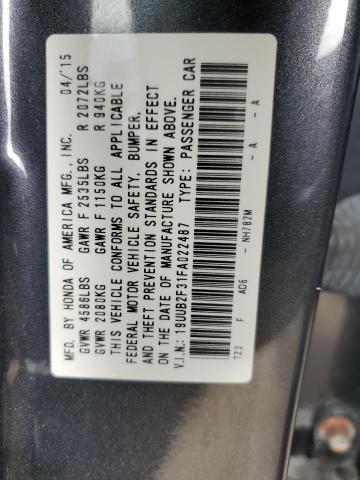 MFD. BY HONDA OF AMERICA MFG., INC. 04/15
GVWR 4586LBS GAWR F 2535LBS R 2072LBS
GVWR 2080KG GAWR F 1150KG R 940KG
THIS VEHICLE CONFORMS TO ALL APPLICABLE
FEDERAL MOTOR VEHICLE SAFETY, BUMPER,
AND THEFT PREVENTION STANDARDS IN EFFECT
ON THE DATE OF MANUFACTURE SHOWN ABOVE.
V.I.N.: 19UUB2F31FA022487 TYPE: PASSENGER CAR
TZ3 F AD6 - NH782M - A - A